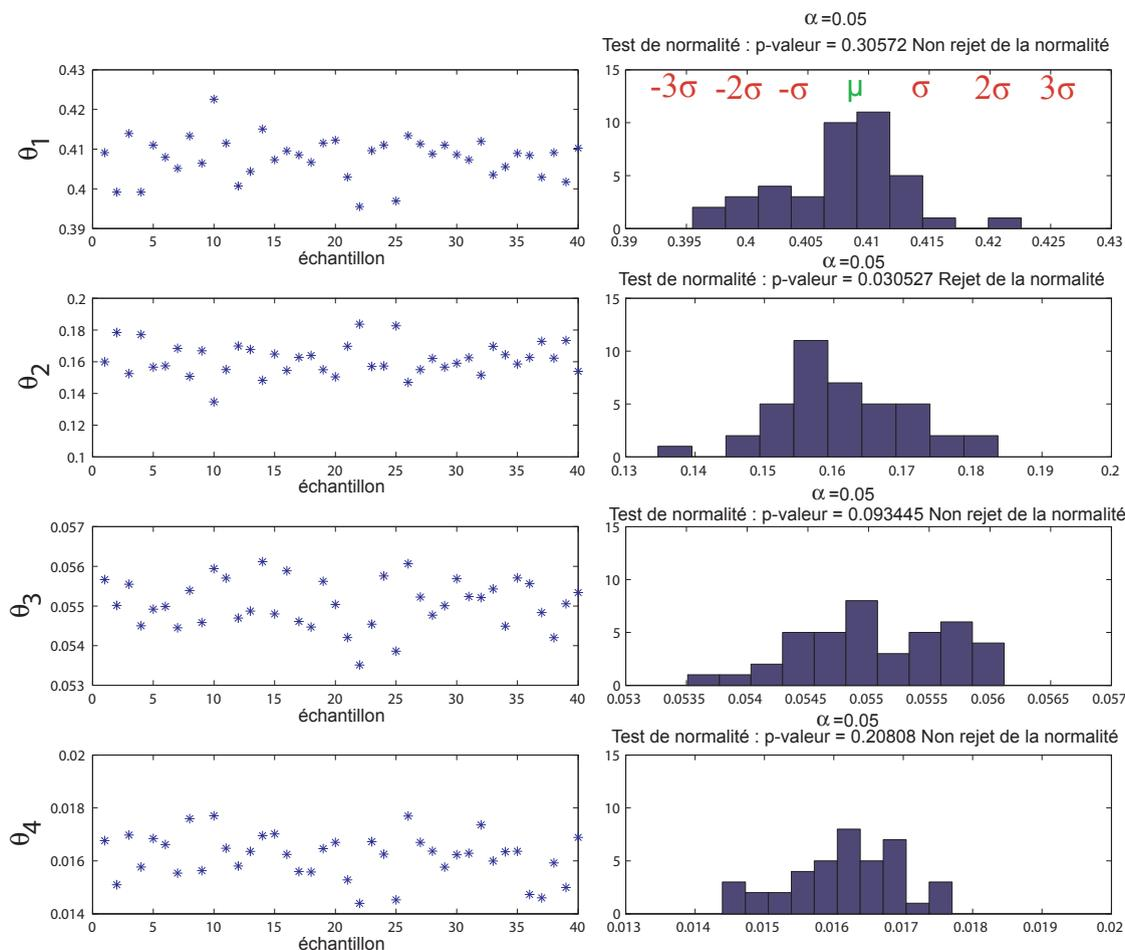 α=0.05
Test de normalité : p-valeur = 0.30572 Non rejet de la normalité
0.43
0.42
0.41
0.4
0.39
θ1
0 5 10 15 20 25 30 35 40
échantillon
15
10
5
0
-3σ -2σ -σ μ σ 2σ 3σ
0.39 0.395 0.4 0.405 0.41 0.415 0.42 0.425 0.43
α=0.05
Test de normalité : p-valeur = 0.030527 Rejet de la normalité
0.2
0.18
0.16
0.14
0.12
0.1
θ2
0 5 10 15 20 25 30 35 40
échantillon
15
10
5
0
0.13 0.14 0.15 0.16 0.17 0.18 0.19 0.2
α=0.05
Test de normalité : p-valeur = 0.093445 Non rejet de la normalité
0.057
0.056
0.055
0.054
0.053
θ3
0 5 10 15 20 25 30 35 40
échantillon
15
10
5
0
0.053 0.0535 0.054 0.0545 0.055 0.0555 0.056 0.0565 0.057
α=0.05
Test de normalité : p-valeur = 0.20808 Non rejet de la normalité
0.02
0.018
0.016
0.014
θ4
0 5 10 15 20 25 30 35 40
échantillon
15
10
5
0
0.013 0.014 0.015 0.016 0.017 0.018 0.019 0.02